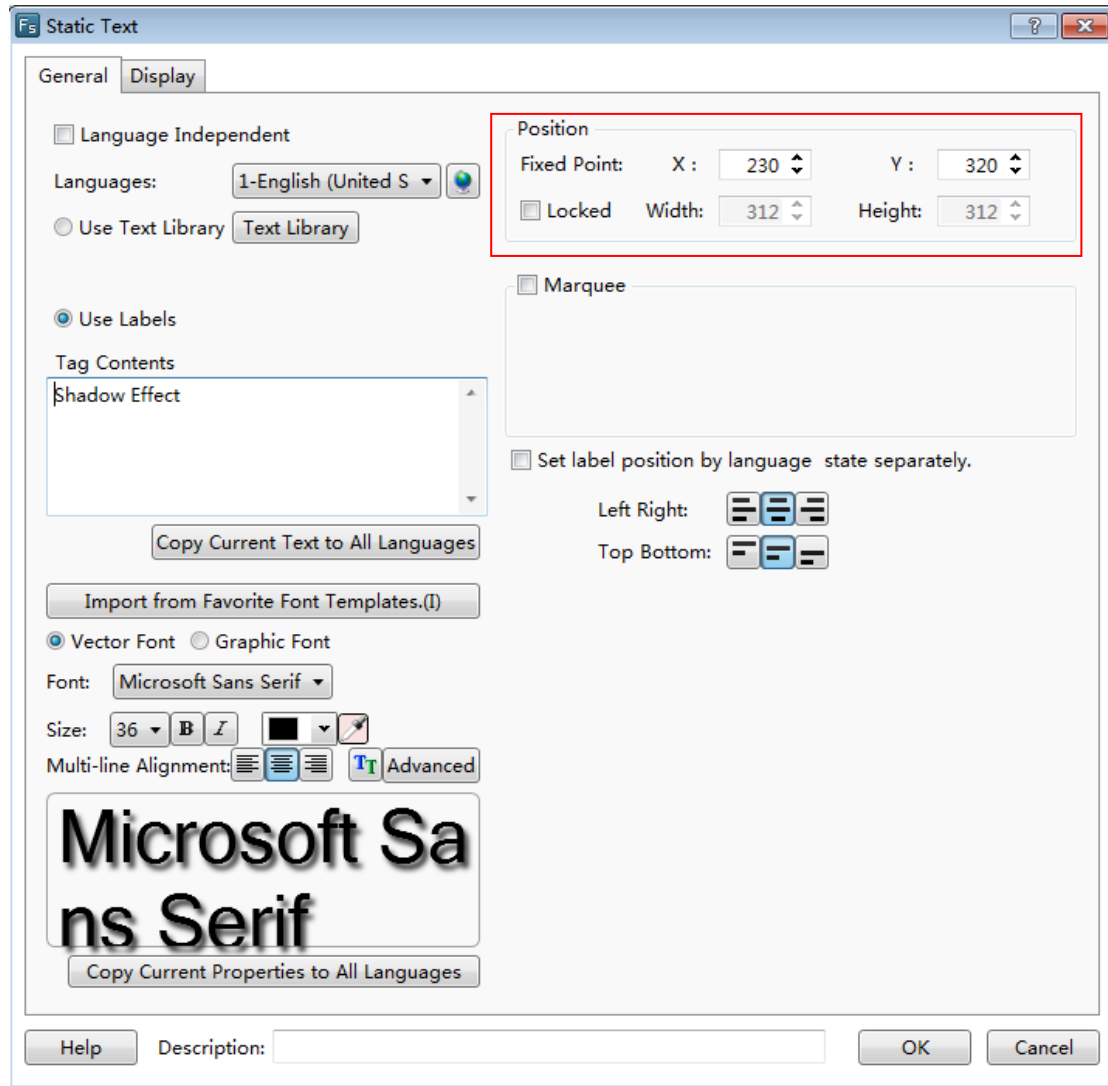 Fs Static Text
General Display
Language Independent
Languages: 1-English (United S
Use Text Library Text Library
Use Labels
Tag Contents
Shadow Effect
Copy Current Text to All Languages
Import from Favorite Font Templates.(I)
Vector Font Graphic Font
Font: Microsoft Sans Serif
Size: 36 B I
Multi-line Alignment: TT Advanced
Microsoft Sa
ns Serif
Copy Current Properties to All Languages
Position
Fixed Point: X : 230 Y : 320
Locked Width: 312 Height: 312
Marquee
Set label position by language state separately.
Left Right:
Top Bottom:
Help Description: OK Cancel